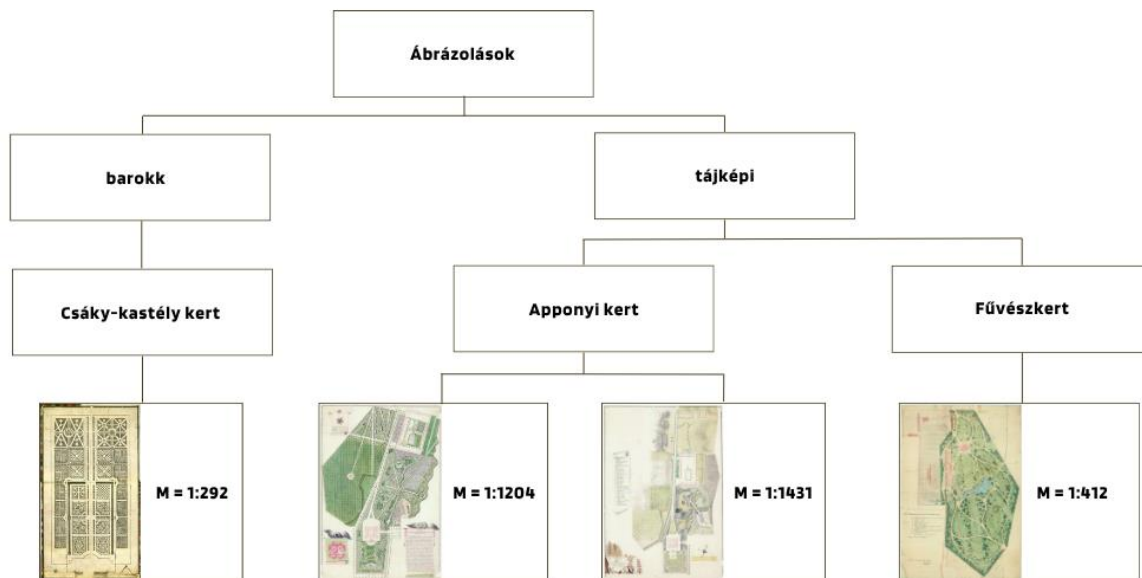 Ábrázolások
barokk
tájképi
Csáky-kastély kert
Apponyi kert
Fűvészkert
M = 1:292
M = 1:1204
M = 1:1431
M = 1:412